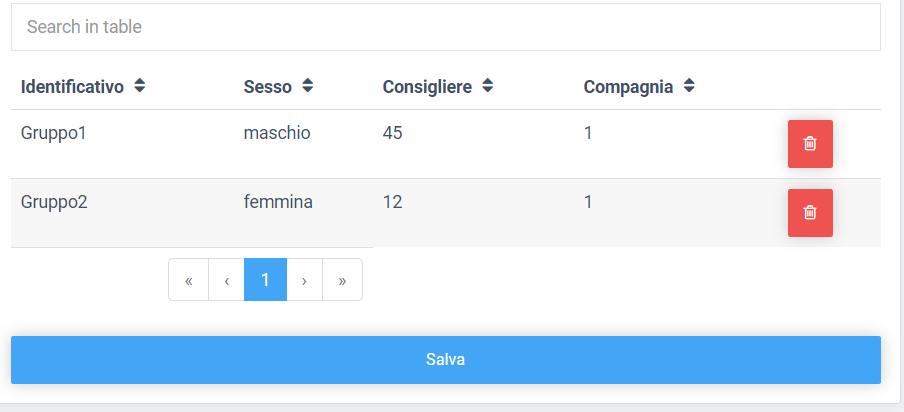 Search in table
Identificativo Sesso Consigliere Compagnia
Gruppo1 maschio 45 1
Gruppo2 femmina 12 1
« ‹ 1 › »
Salva